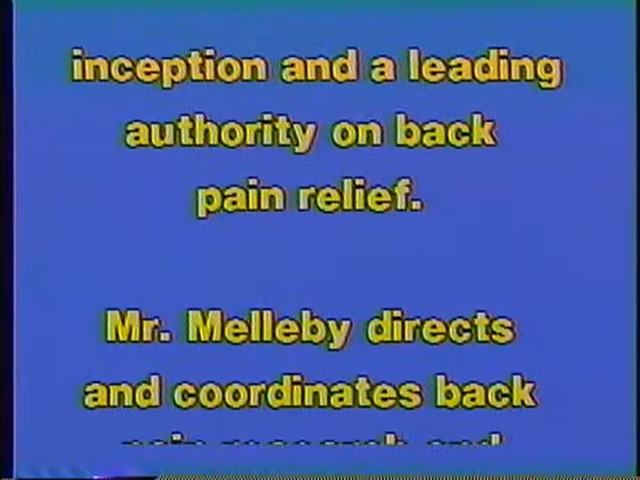 inception and a leading
authority on back
pain relief.
Mr. Melleby directs
and coordinates back